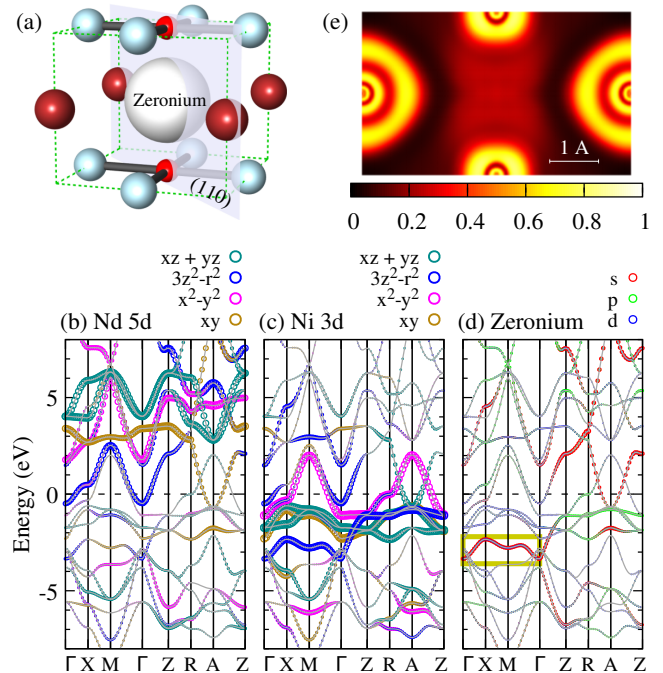 (a)
Zeronium
(110)
(e)
1 A
0 0.2 0.4 0.6 0.8 1
xz + yz
3z²-r²
x²-y²
xy
(b) Nd 5d
xz + yz
3z²-r²
x²-y²
xy
(c) Ni 3d
s
p
d
(d) Zeronium
Energy (eV)
5
0
-5
Γ X M Γ Z R A Z
Γ X M Γ Z R A Z
Γ X M Γ Z R A Z